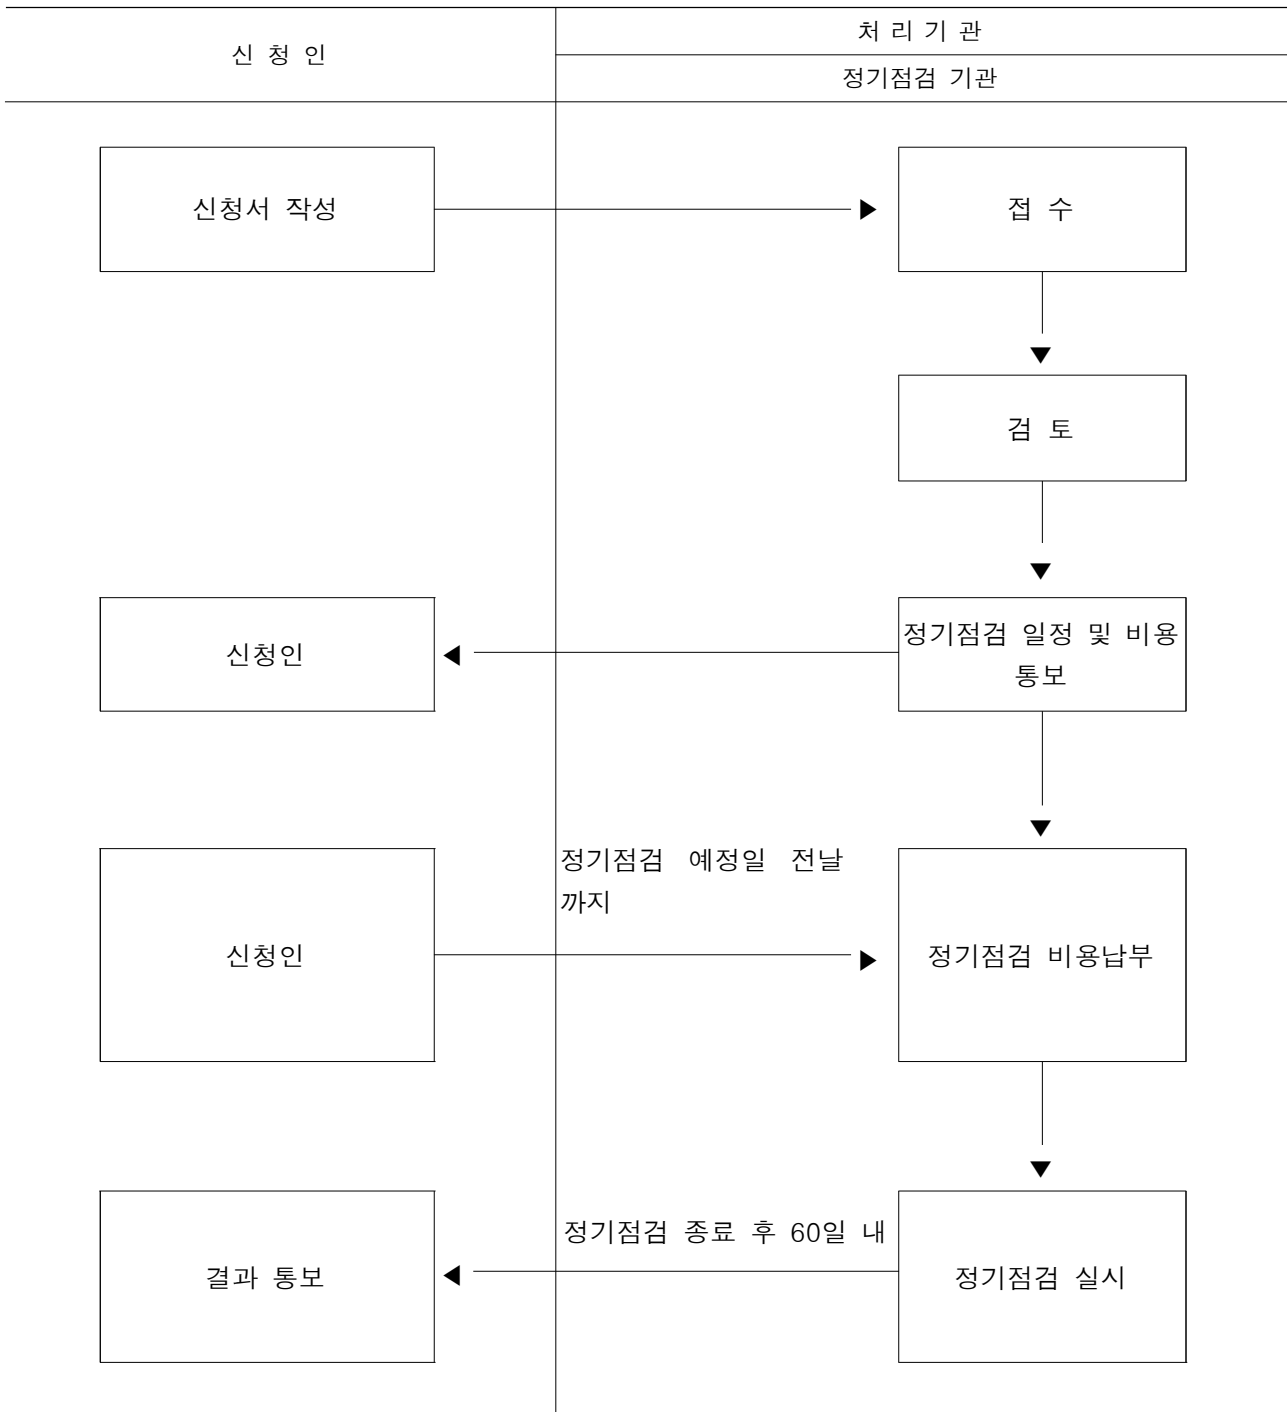 신 청 인
처 리 기 관
정기점검 기관
신청서 작성
접 수
검 토
신청인
정기점검 일정 및 비용
통보
정기점검 예정일 전날
까지
신청인
정기점검 비용납부
정기점검 종료 후 60일 내
결과 통보
정기점검 실시